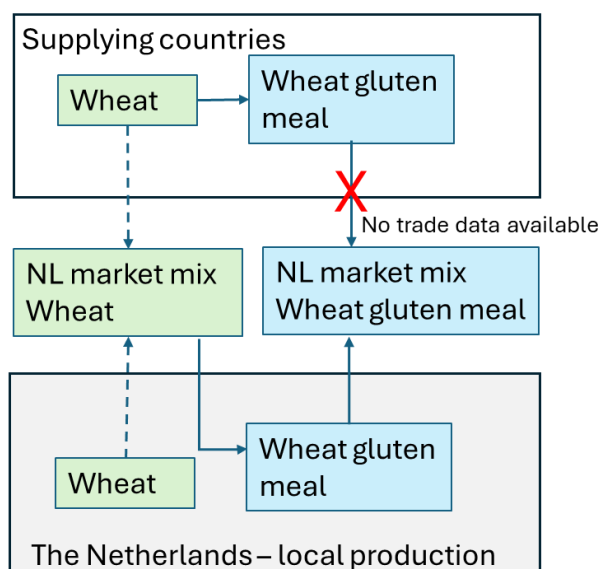 Supplying countries
Wheat
Wheat gluten
meal
X
No trade data available
NL market mix
Wheat
NL market mix
Wheat gluten meal
Wheat gluten
meal
Wheat
The Netherlands – local production